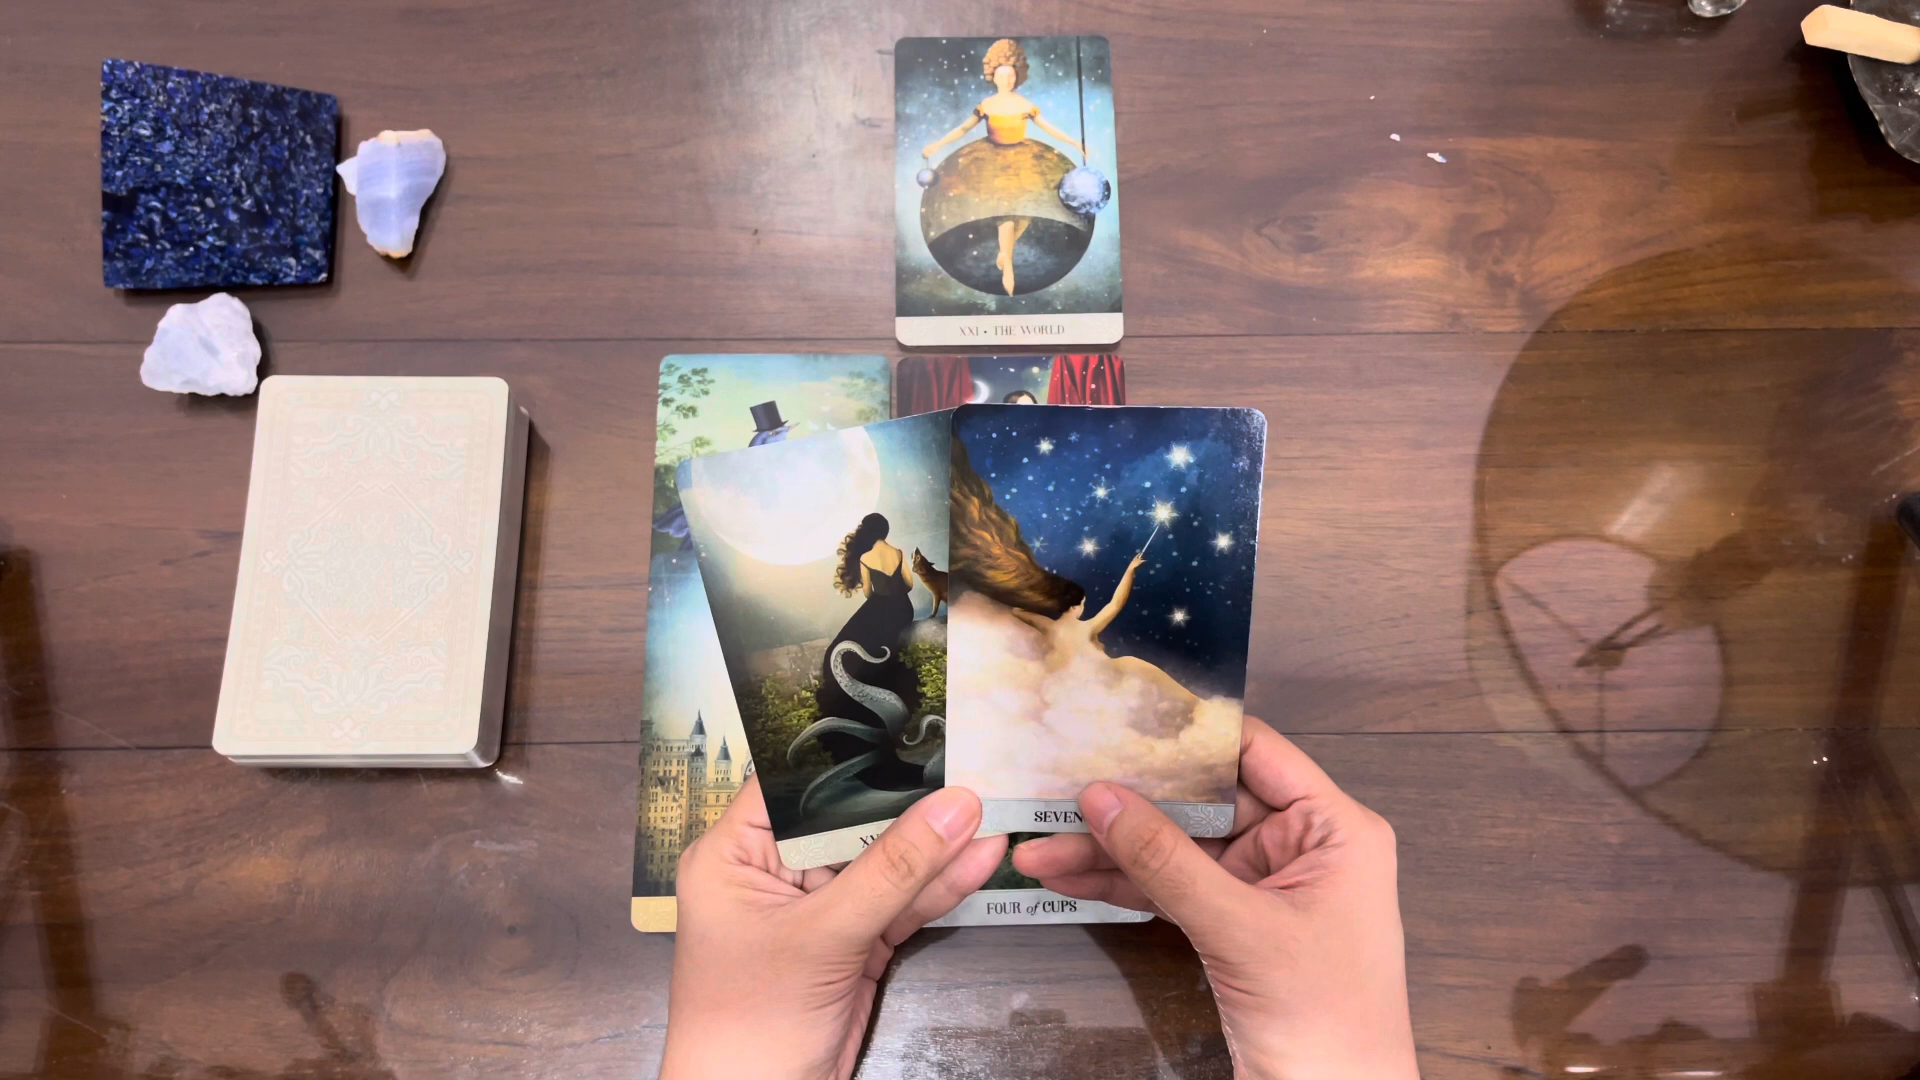 XXI • THE WORLD
SEVEN
FOUR of CUPS